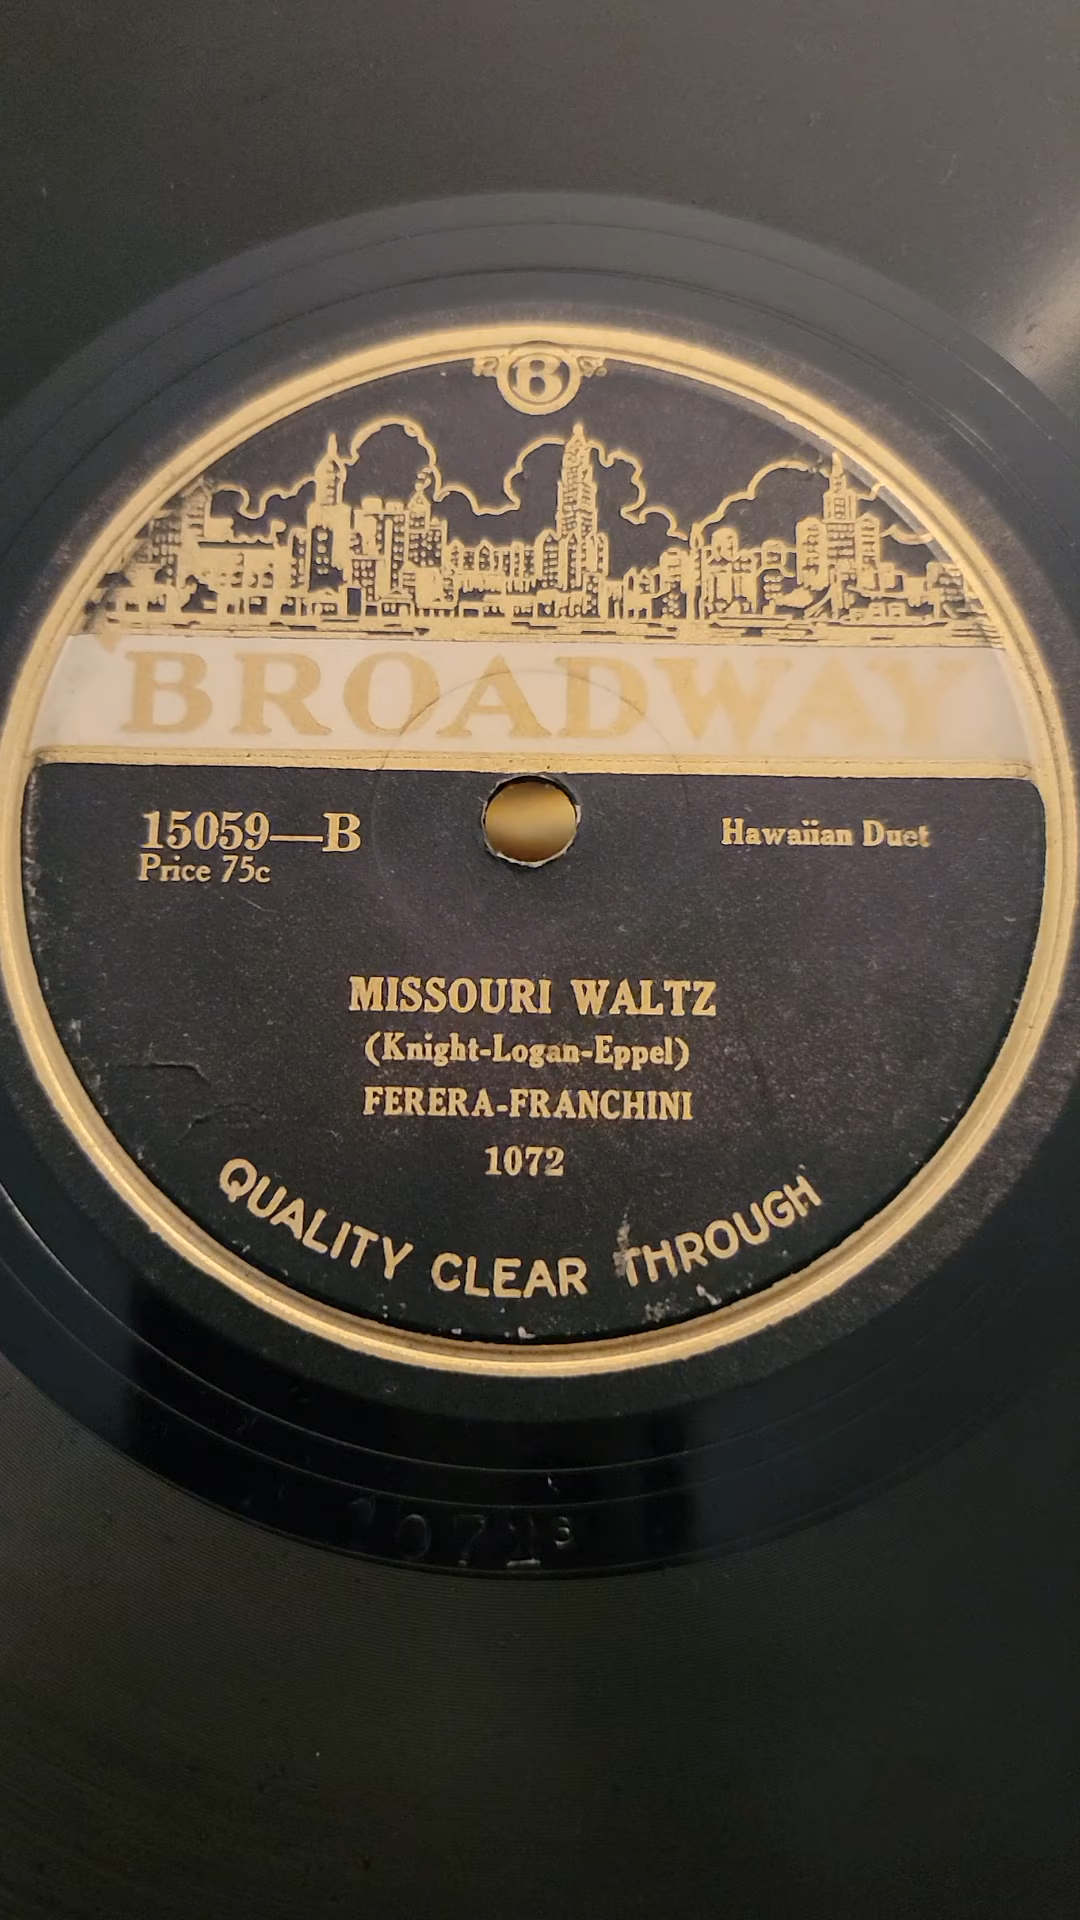 B
BROADWAY
15059—B
Hawaiian Duet
Price 75c
MISSOURI WALTZ
(Knight-Logan-Eppel)
FERERA-FRANCHINI
1072
QUALITY CLEAR THROUGH